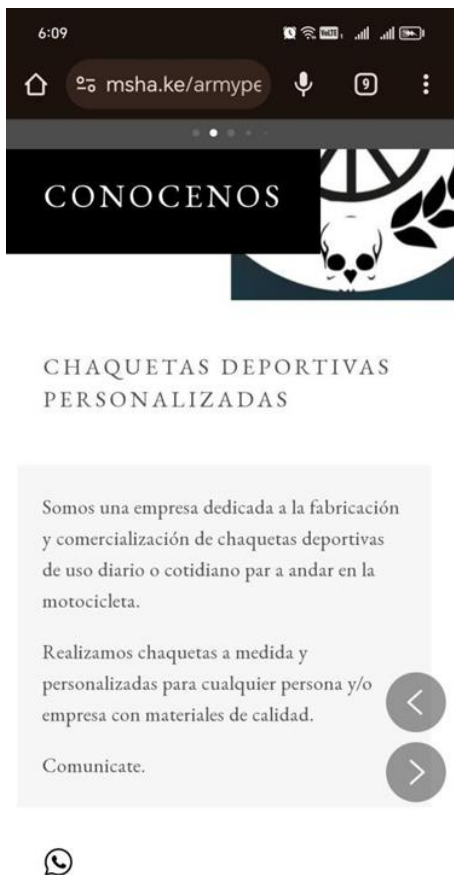 6:09
VoLTE
msha.ke/armype
9
CONOCENOS
CHAQUETAS DEPORTIVAS
PERSONALIZADAS
Somos una empresa dedicada a la fabricación
y comercialización de chaquetas deportivas
de uso diario o cotidiano par a andar en la
motocicleta.
Realizamos chaquetas a medida y
personalizadas para cualquier persona y/o
empresa con materiales de calidad.
Comunicate.